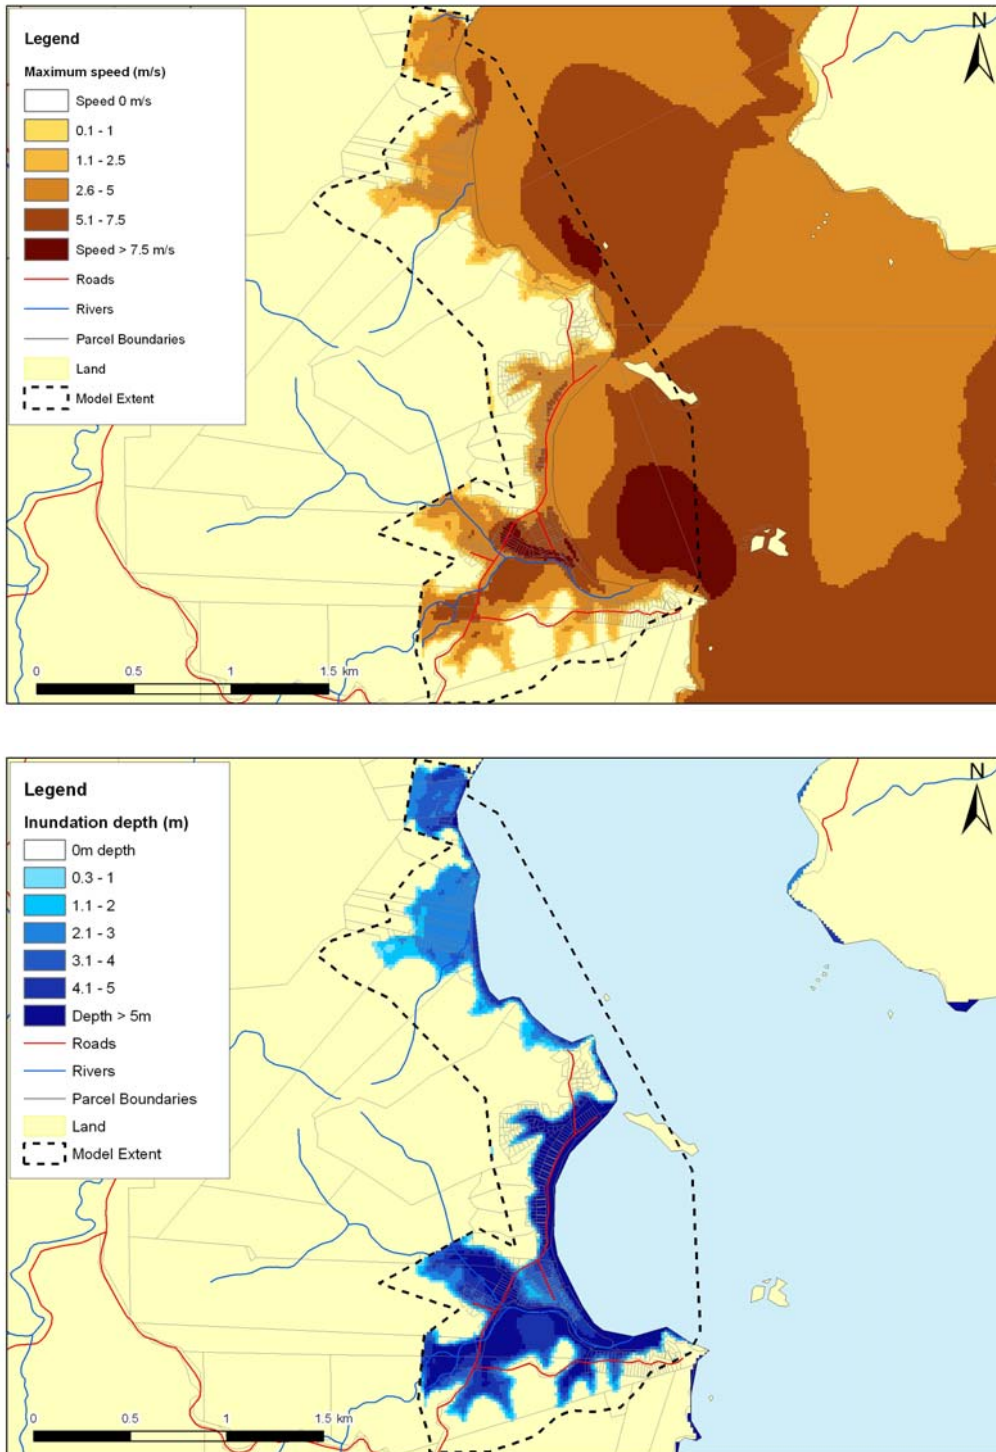 N
Legend
Maximum speed (m/s)
Speed 0 m/s
0.1 - 1
1.1 - 2.5
2.6 - 5
5.1 - 7.5
Speed > 7.5 m/s
Roads
Rivers
Parcel Boundaries
Land
Model Extent
0 0.5 1 1.5 km
N
Legend
Inundation depth (m)
0m depth
0.3 - 1
1.1 - 2
2.1 - 3
3.1 - 4
4.1 - 5
Depth > 5m
Roads
Rivers
Parcel Boundaries
Land
Model Extent
0 0.5 1 1.5 km